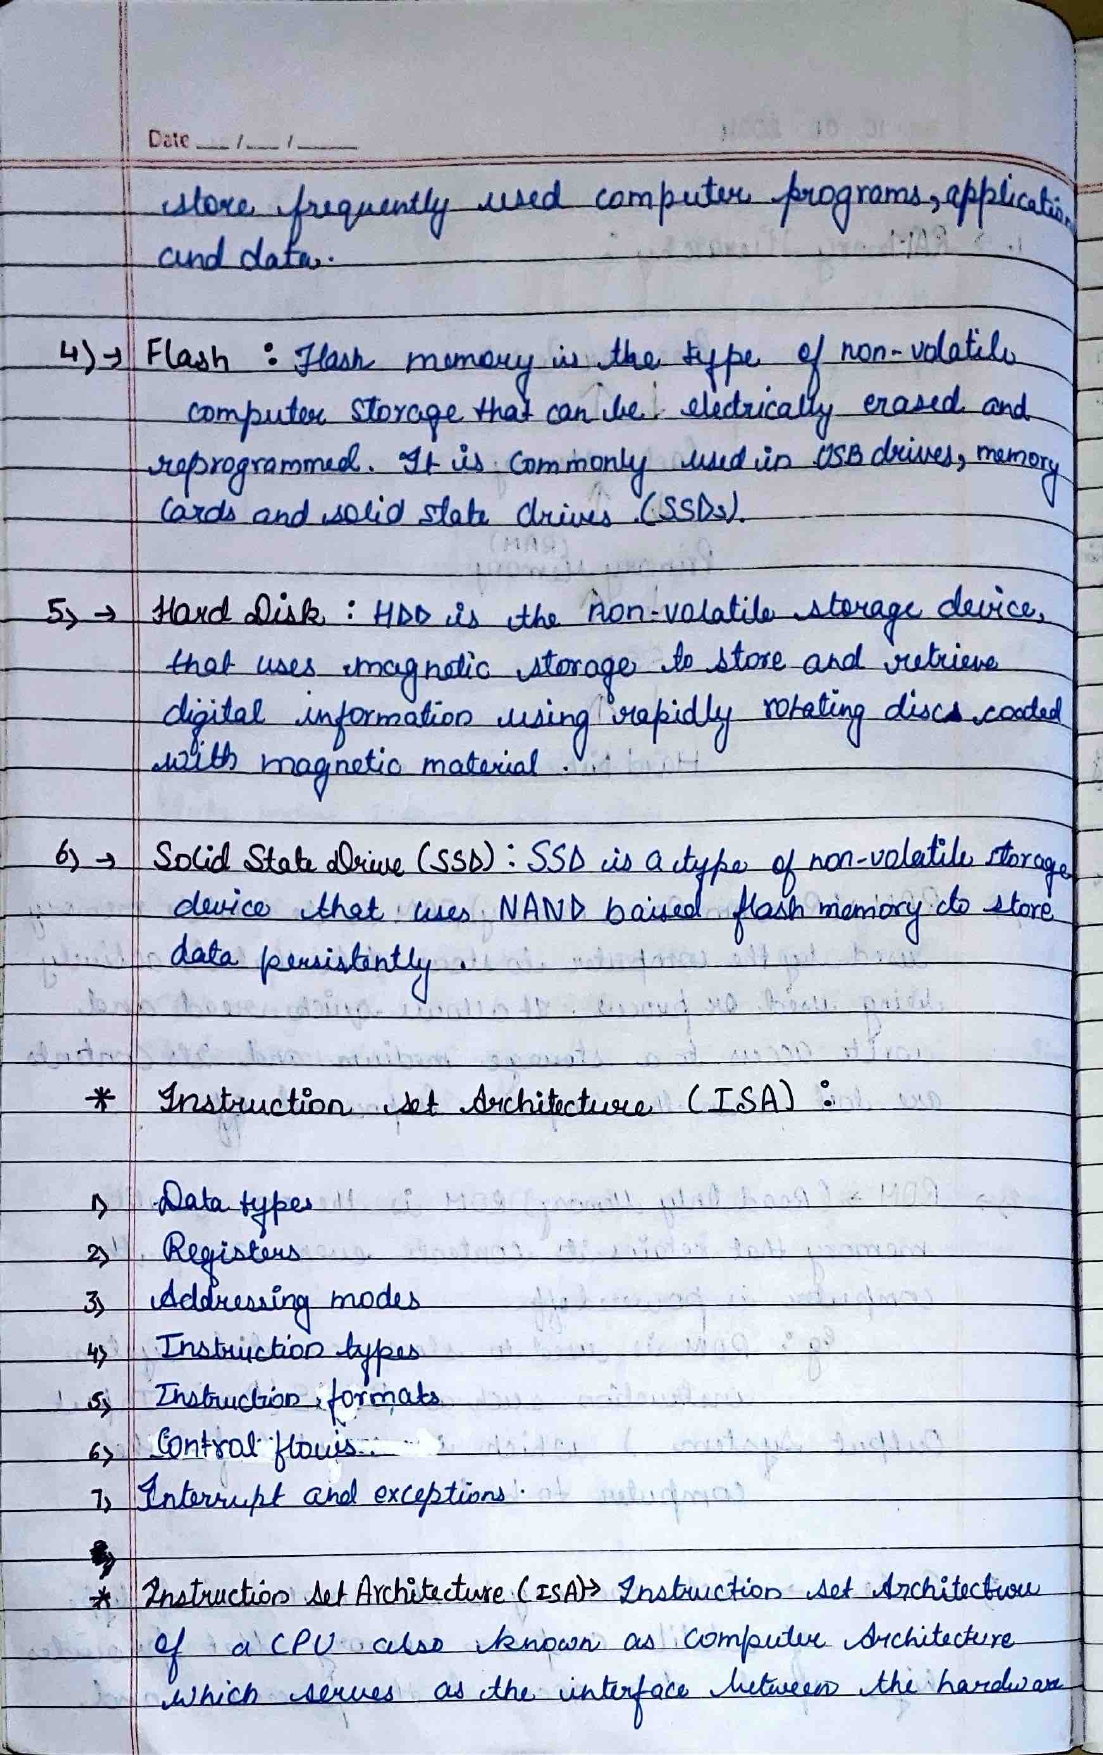 Date __/__/____
store frequently used computer programs, application
and data.
4)→ Flash : Flash memory is the type of non-volatile
computer storage that can be electrically erased and
reprogrammed. It is commonly used in USB drives, memory
cards and solid state drives (SSDs).
5)→ Hard Disk : HDD is the non-volatile storage device,
that uses magnetic storage to store and retrieve
digital information using rapidly rotating discs coated
with magnetic material.
6)→ Solid State Drive (SSD) : SSD is a type of non-volatile storage
device that uses NAND baised flash memory to store
data persistently.
* Instruction set Architecture (ISA) :
1) Data types
2) Registers
3) Addressing modes
4) Instruction types
5) Instruction formats
6) Control flows.
7) Interrupt and exceptions.
* Instruction Set Architecture (ISA)→ Instruction set Architecture
of a CPU also known as computer Architecture
which serves as the interface between the hardware